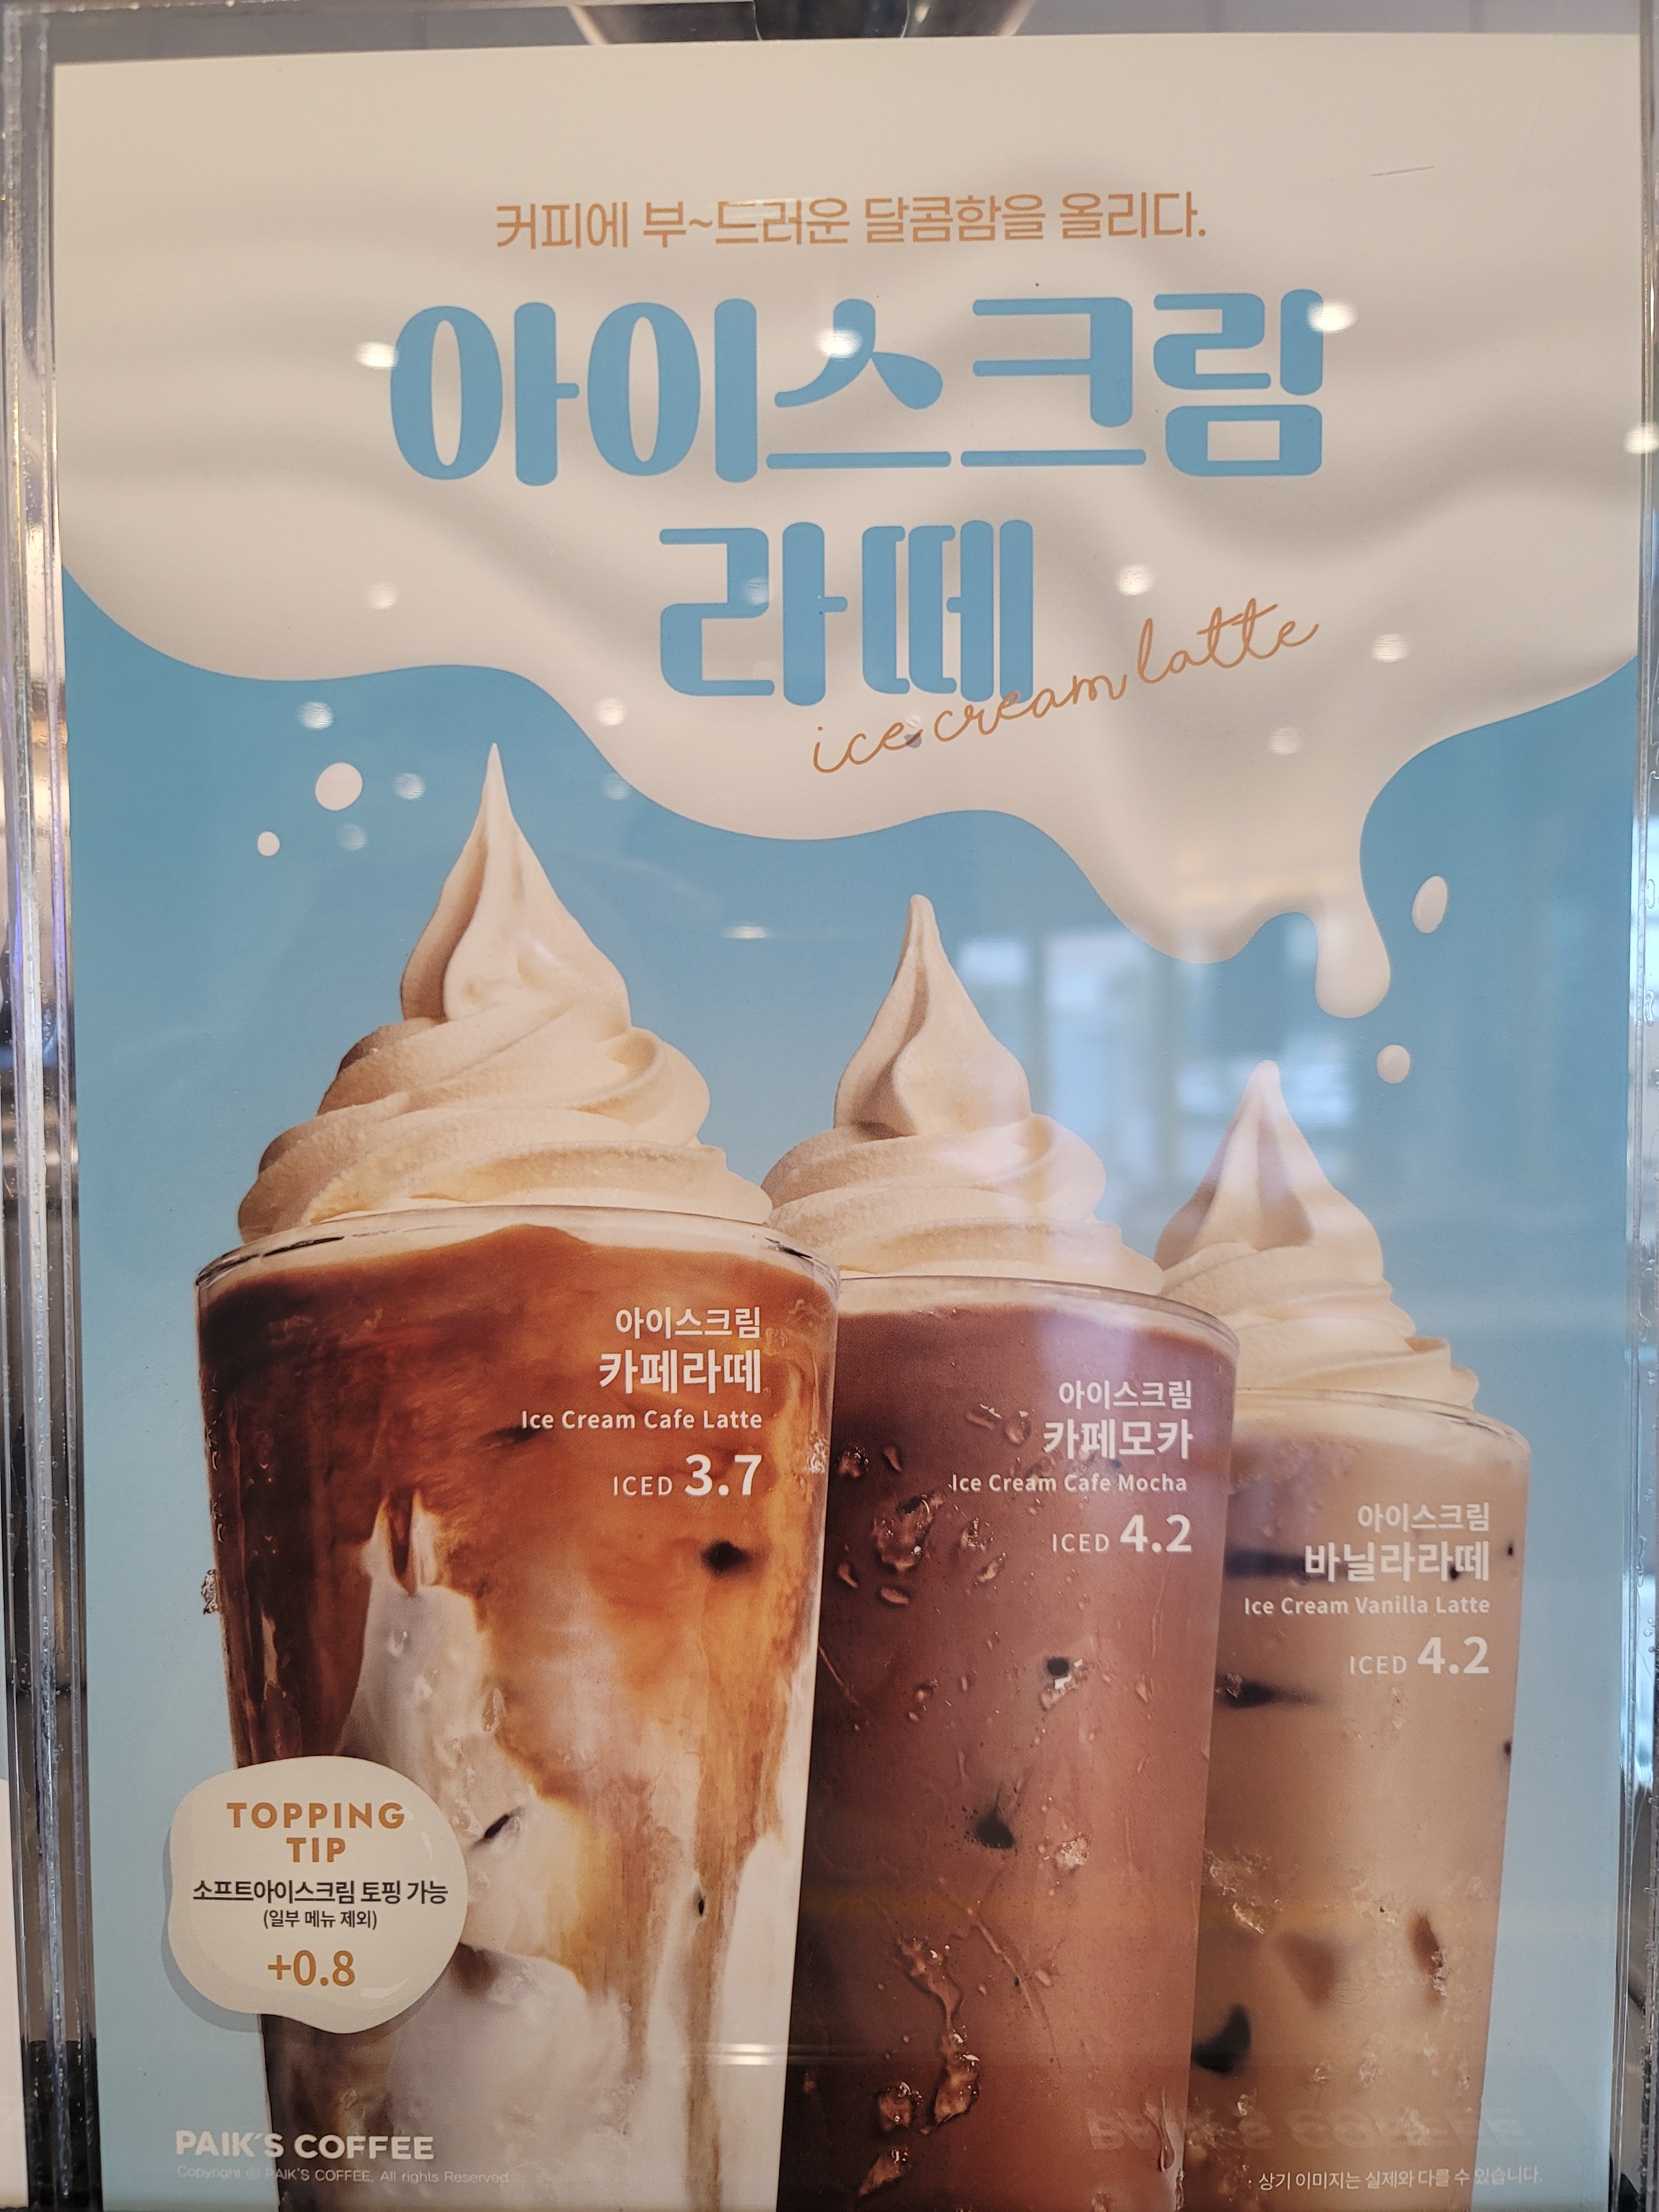 커피에 부~드러운 달콤함을 올리다.
아이스크림
라떼
ice cream latte
아이스크림
카페라떼
Ice Cream Cafe Latte
ICED 3.7
아이스크림
카페모카
Ice Cream Cafe Mocha
ICED 4.2
아이스크림
바닐라라떼
Ice Cream Vanilla Latte
ICED 4.2
TOPPING
TIP
소프트아이스크림 토핑 가능
(일부 메뉴 제외)
+0.8
PAIK'S COFFEE
Copyright ⓒ PAIK'S COFFEE, All rights Reserved
· 상기 이미지는 실제와 다를 수 있습니다.